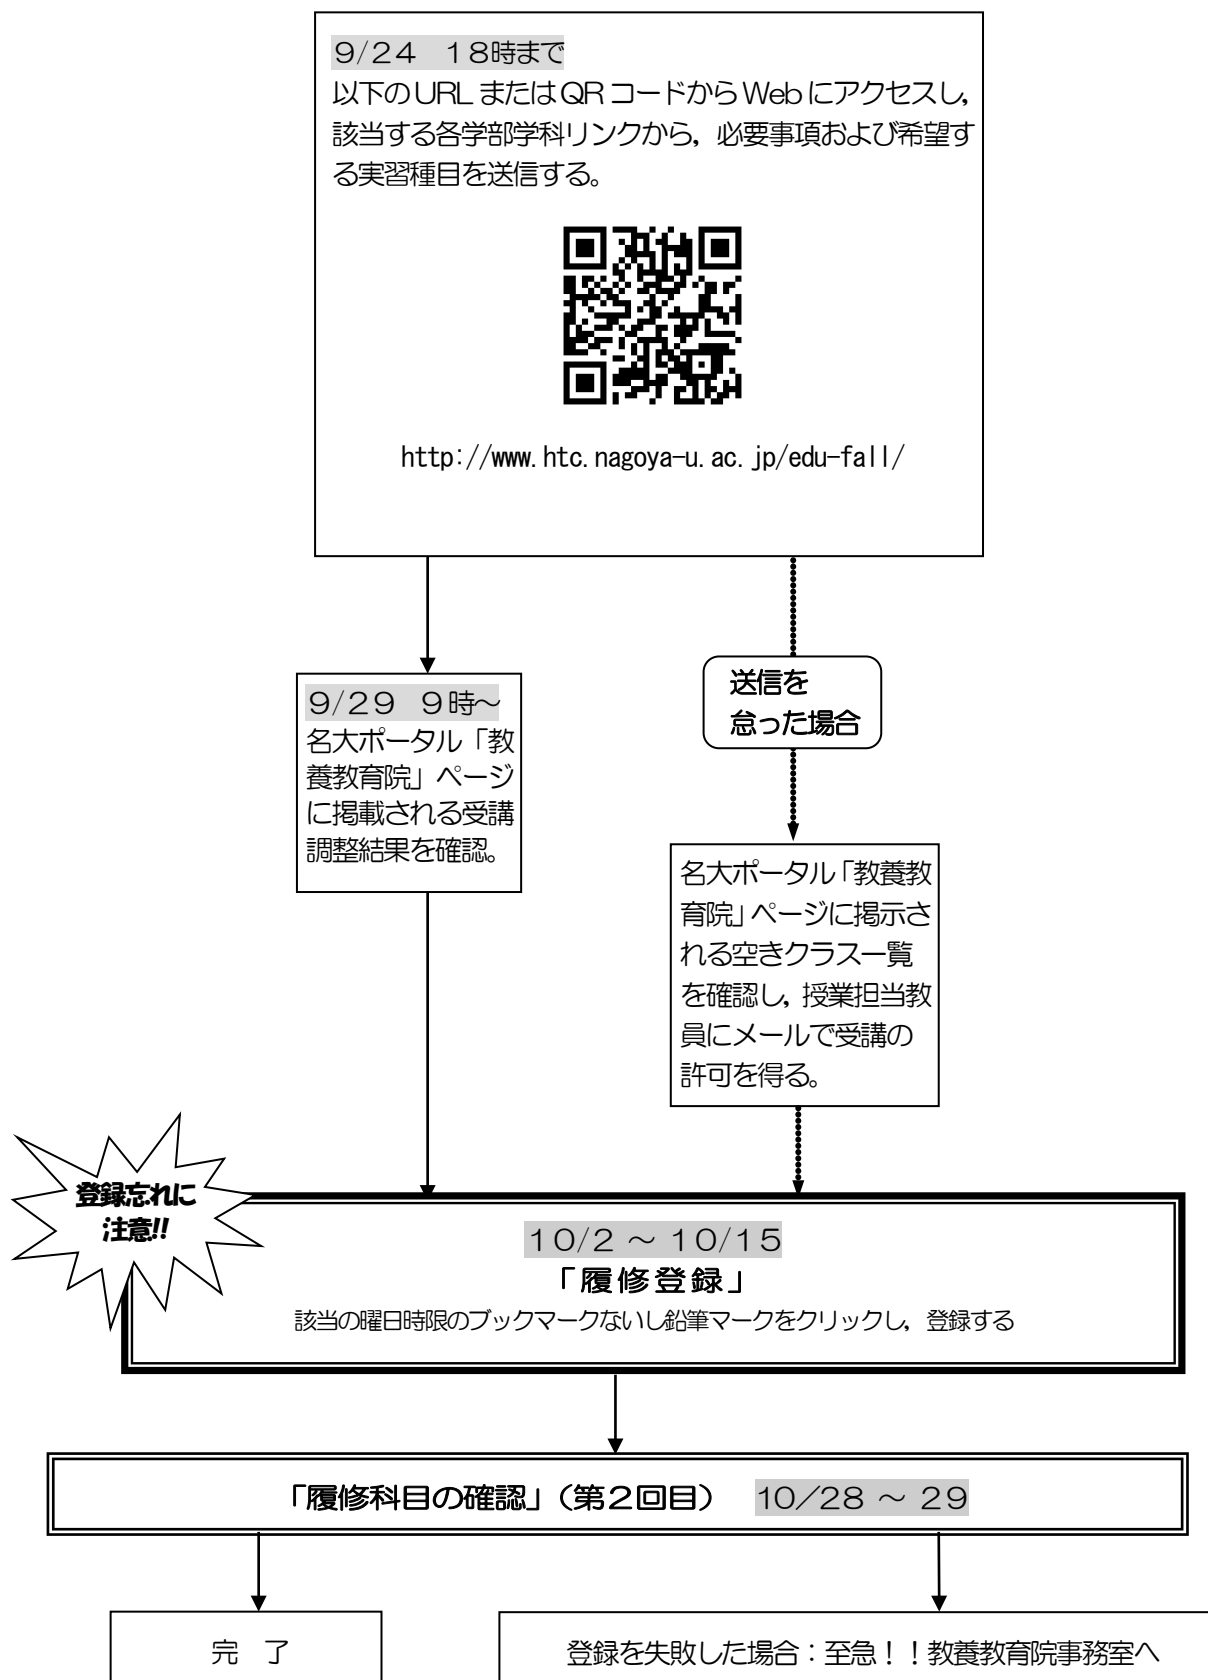 9/24 18時まで
以下のURL またはQR コードから Web にアクセスし,
該当する各学部学科リンクから, 必要事項および希望す
る実習種目を送信する。
http://www.htc.nagoya-u.ac.jp/edu-fall/
9/29 9時~
名大ポータル「教
養教育院」ページ
に掲載される受講
調整結果を確認。
送信を
怠った場合
名大ポータル「教養教
育院」ページに掲示さ
れる空きクラス一覧
を確認し, 授業担当教
員にメールで受講の
許可を得る。
登録忘れに
注意!!
10/2 ~ 10/15
「履修登録」
該当の曜日時限のブックマークないし鉛筆マークをクリックし, 登録する
「履修科目の確認」(第2回目) 10/28 ~ 29
完 了
登録を失敗した場合:至急!!教養教育院事務室へ